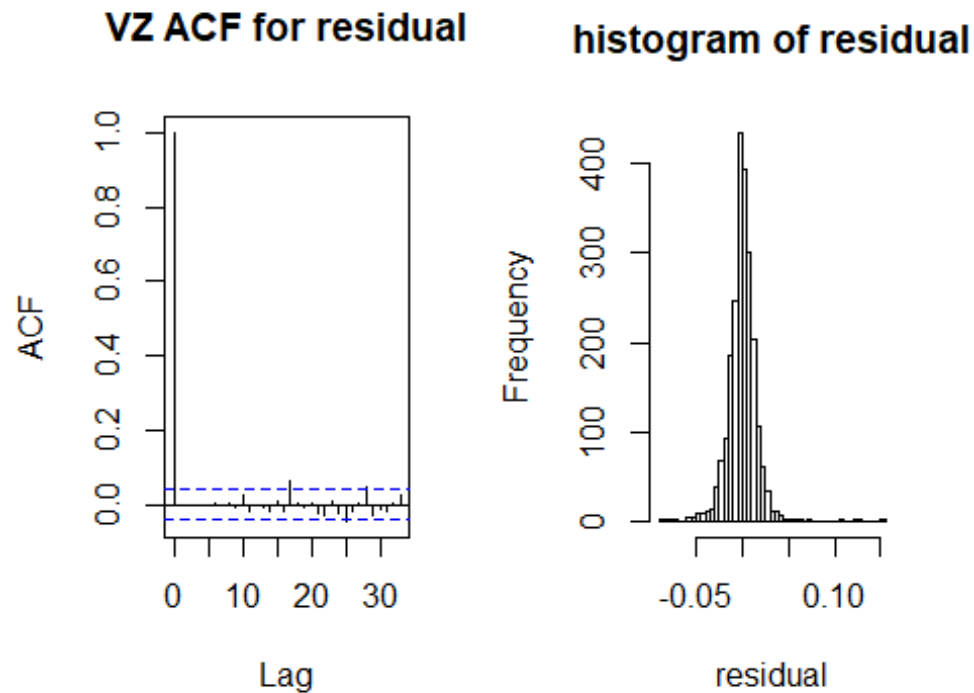 VZ ACF for residual
ACF
0.0 0.2 0.4 0.6 0.8 1.0
0 10 20 30
Lag
histogram of residual
Frequency
0 100 200 300 400
-0.05 0.10
residual